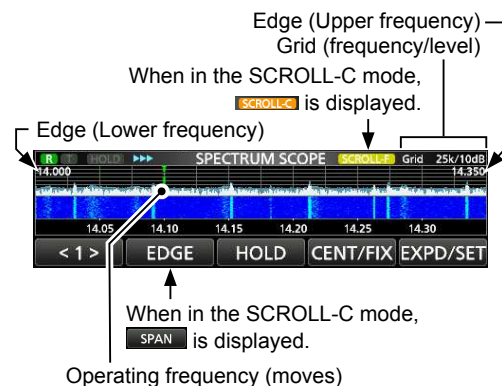 Edge (Upper frequency)
Grid (frequency/level)
When in the SCROLL-C mode,
SCROLL-C is displayed.
Edge (Lower frequency)
R T HOLD SPECTRUM SCOPE SCROLL-F Grid 25k/10dB
14.000 14.350
14.05 14.10 14.15 14.20 14.25 14.30
< 1 > EDGE HOLD CENT/FIX EXPD/SET
When in the SCROLL-C mode,
SPAN is displayed.
Operating frequency (moves)